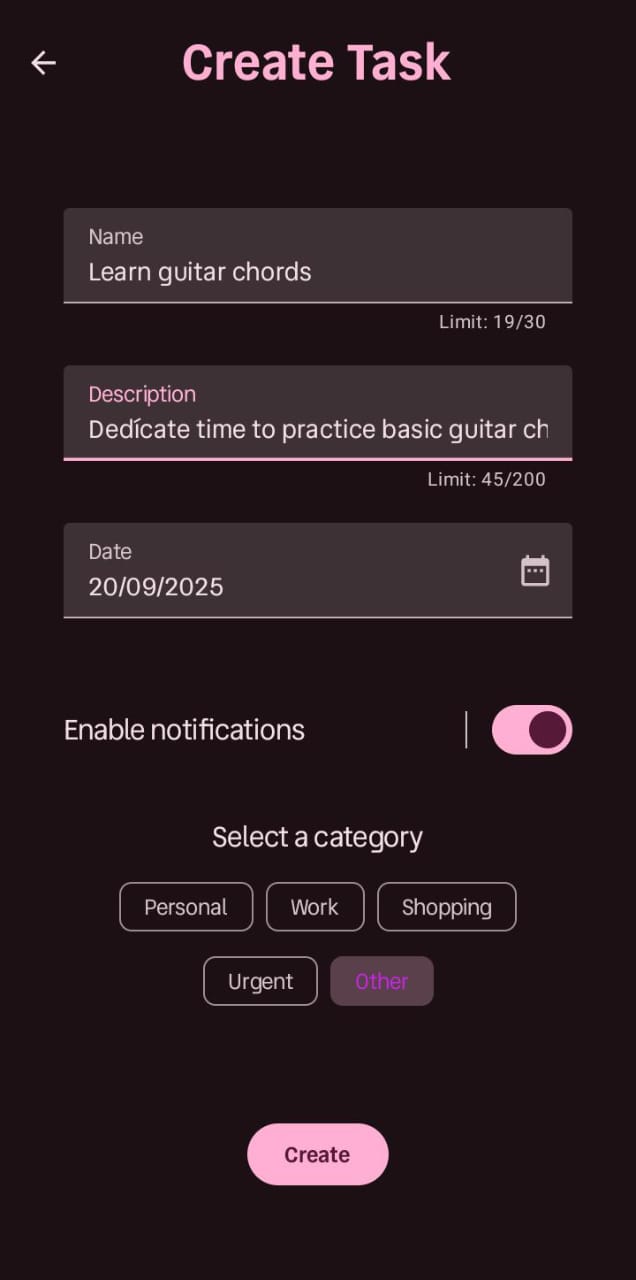 Create Task
Name
Learn guitar chords
Limit: 19/30
Description
Dedícate time to practice basic guitar ch
Limit: 45/200
Date
20/09/2025
Enable notifications
Select a category
Personal Work Shopping
Urgent Other
Create